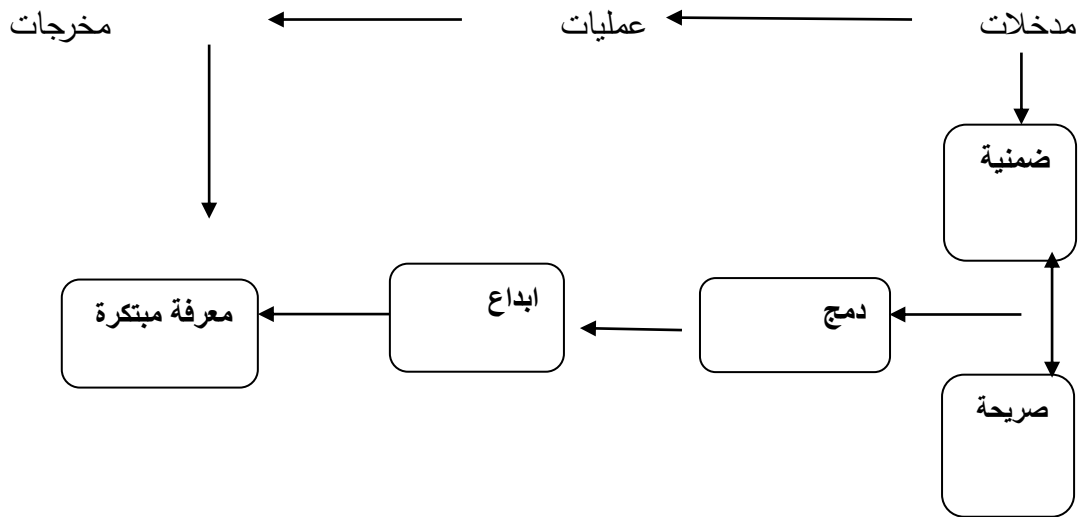 مدخلات
عمليات
مخرجات
ضمنية
دمج
ابداع
معرفة مبتكرة
صريحة